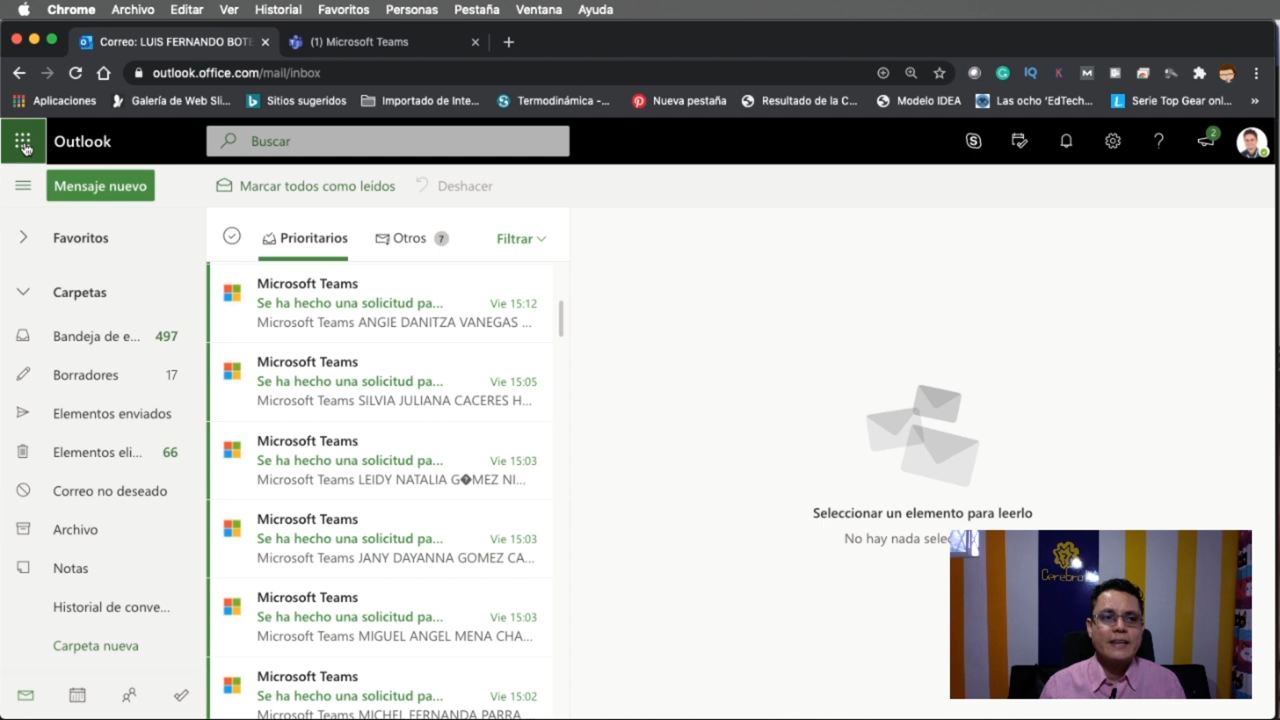 Chrome Archivo Editar Ver Historial Favoritos Personas Pestaña Ventana Ayuda
Correo: LUIS FERNANDO BOTE
(1) Microsoft Teams
outlook.office.com/mail/inbox
Aplicaciones
Galería de Web Sli...
Sitios sugeridos
Importado de Inte...
Termodinámica -...
Nueva pestaña
Resultado de la C...
Modelo IDEA
Las ocho 'EdTech...
Serie Top Gear onl...
Outlook
Buscar
2
Mensaje nuevo
Marcar todos como leídos
Deshacer
Favoritos
Carpetas
Bandeja de e... 497
Borradores 17
Elementos enviados
Elementos eli... 66
Correo no deseado
Archivo
Notas
Historial de conve...
Carpeta nueva
Prioritarios
Otros 7
Filtrar
Microsoft Teams
Se ha hecho una solicitud pa... Vie 15:12
Microsoft Teams ANGIE DANITZA VANEGAS ...
Microsoft Teams
Se ha hecho una solicitud pa... Vie 15:05
Microsoft Teams SILVIA JULIANA CACERES H...
Microsoft Teams
Se ha hecho una solicitud pa... Vie 15:03
Microsoft Teams LEIDY NATALIA G�MEZ NI...
Microsoft Teams
Se ha hecho una solicitud pa... Vie 15:03
Microsoft Teams JANY DAYANNA GOMEZ CA...
Microsoft Teams
Se ha hecho una solicitud pa... Vie 15:03
Microsoft Teams MIGUEL ANGEL MENA CHA...
Microsoft Teams
Se ha hecho una solicitud pa... Vie 15:02
Microsoft Teams MICHEL FERNANDA PARRA
Seleccionar un elemento para leerlo
No hay nada selec